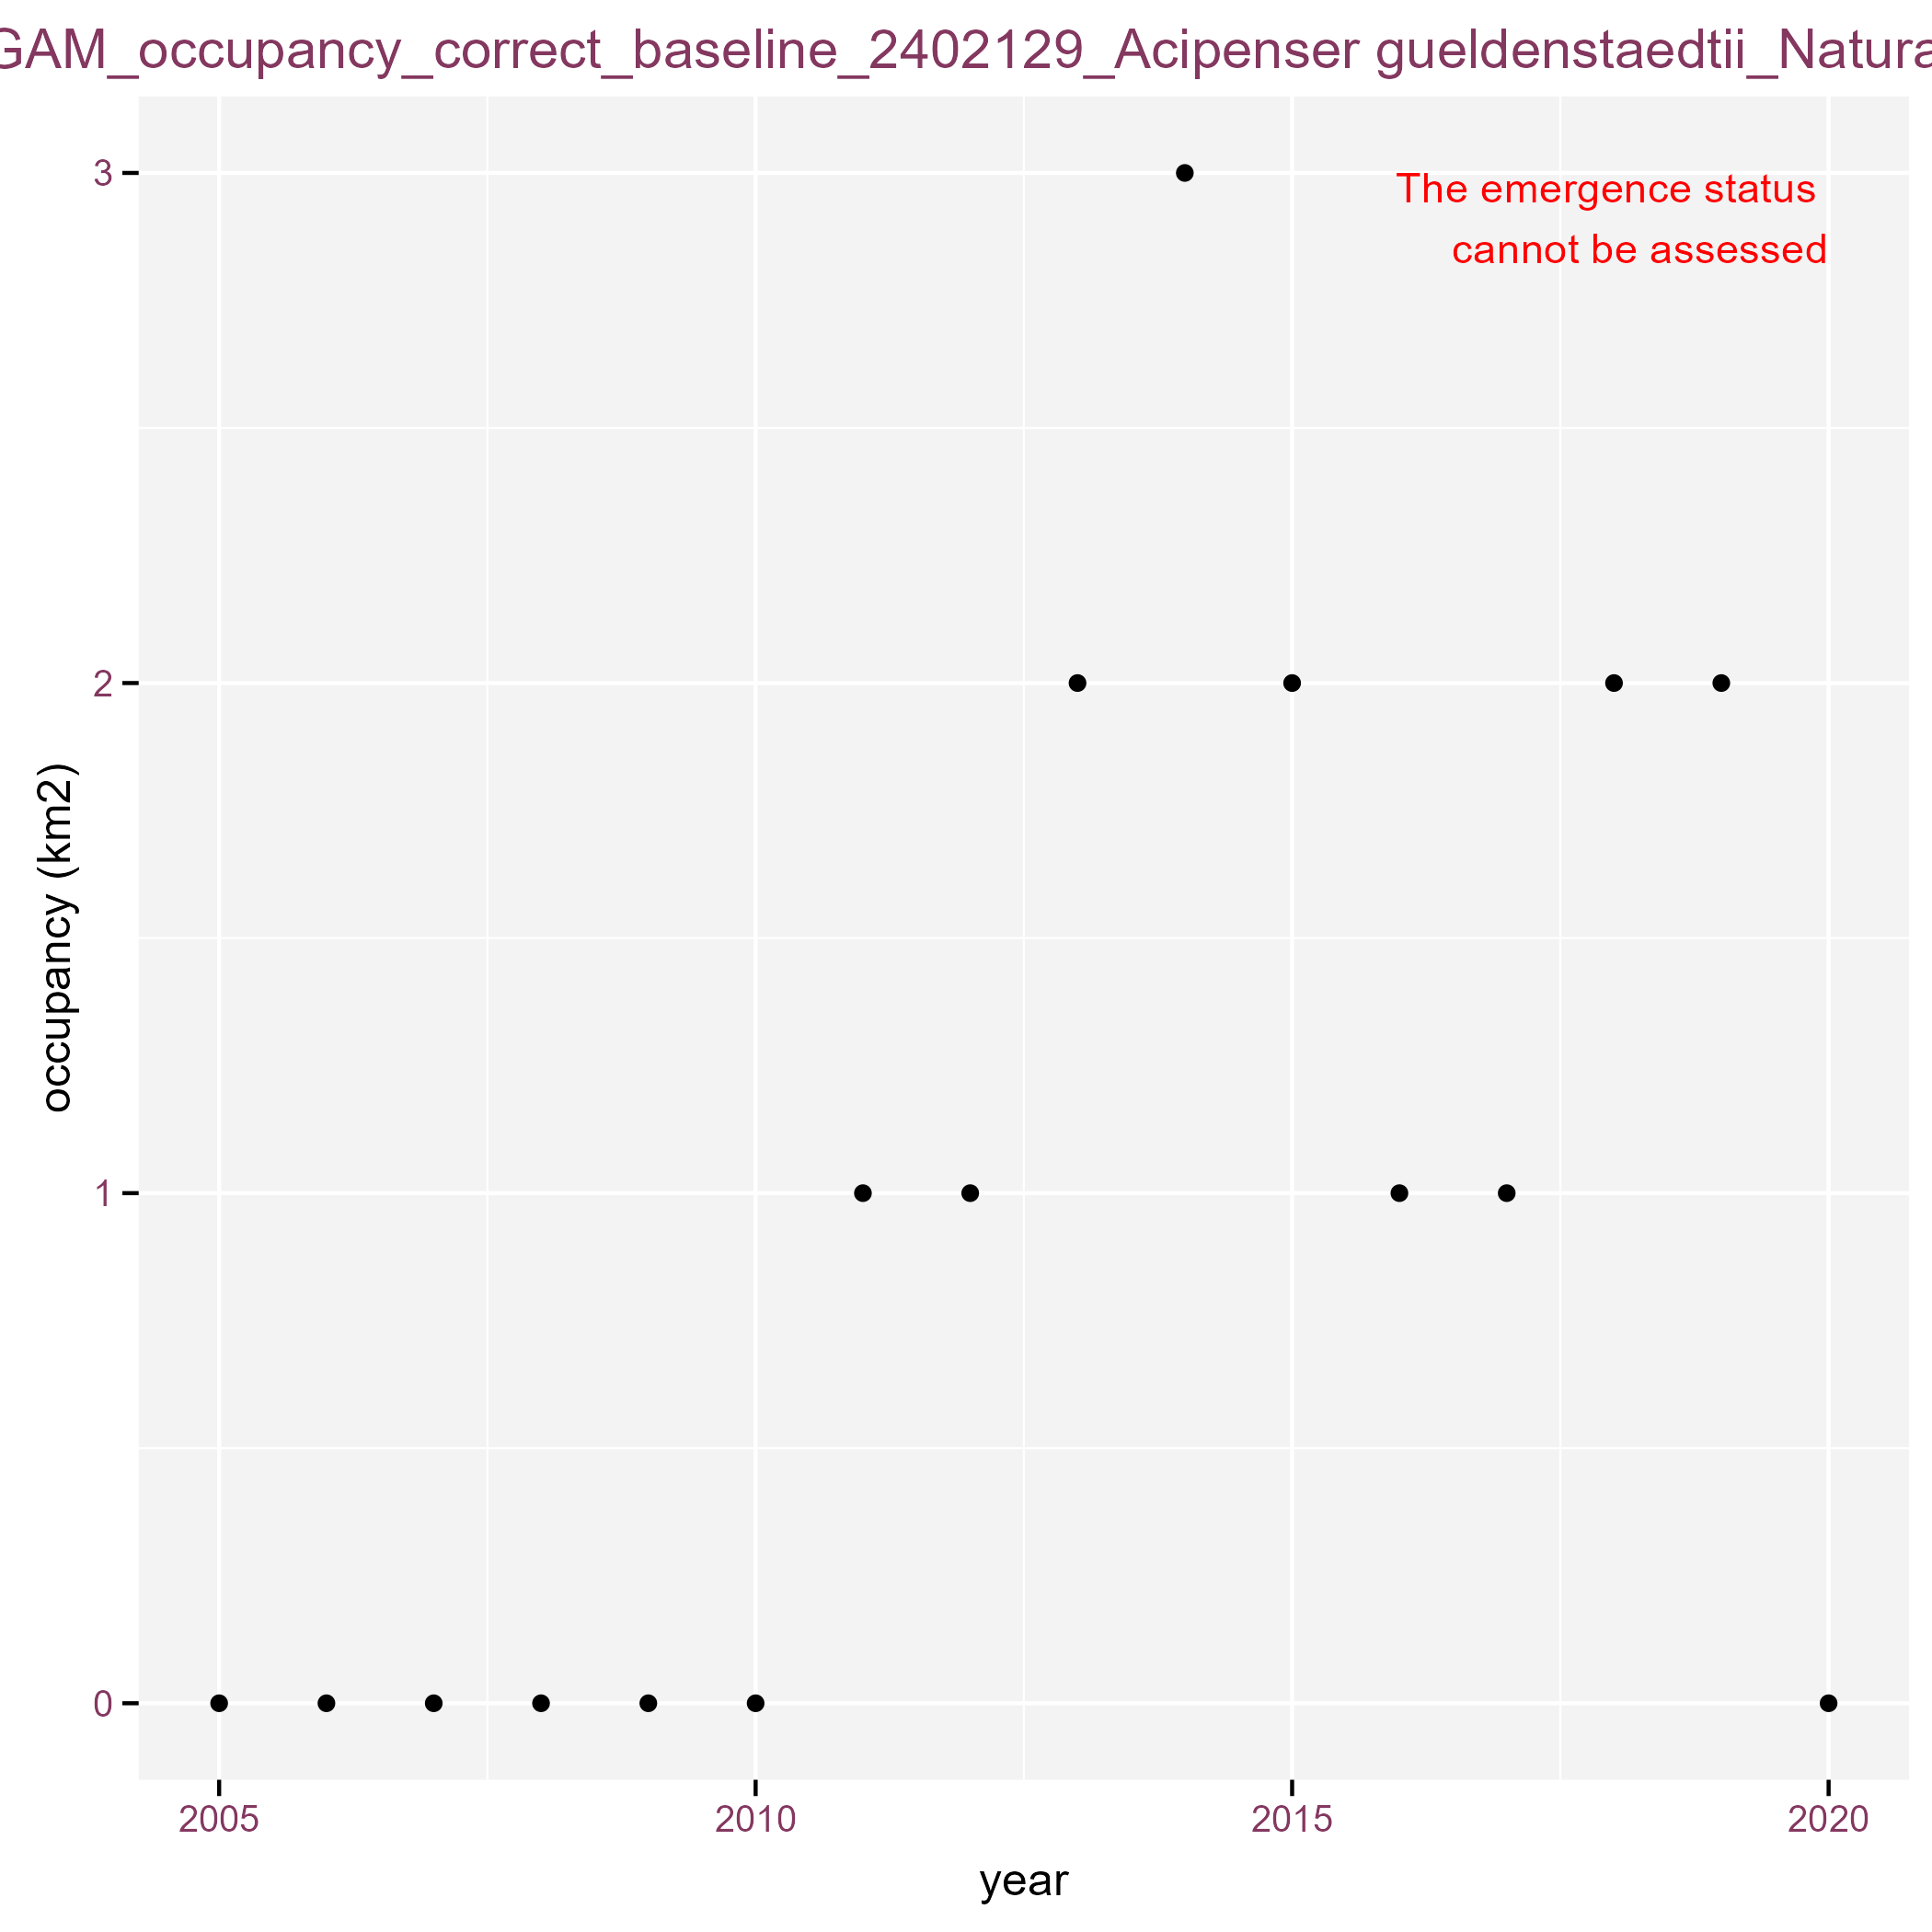 GAM_occupancy_correct_baseline_2402129_Acipenser gueldenstaedtii_Natura
3
The emergence status
cannot be assessed
2
occupancy (km2)
1
0
2005 2010 2015 2020
year